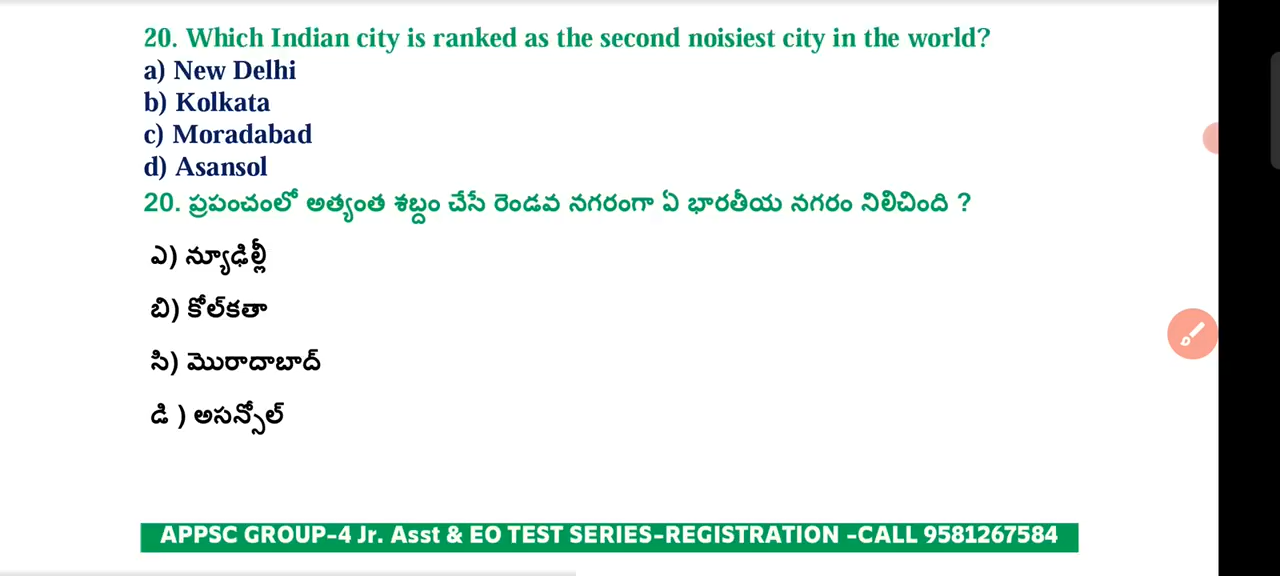 20. Which Indian city is ranked as the second noisiest city in the world?
a) New Delhi
b) Kolkata
c) Moradabad
d) Asansol
20. ప్రపంచంలో అత్యంత శబ్దం చేసే రెండవ నగరంగా ఏ భారతీయ నగరం నిలిచింది ?
ఎ) న్యూఢిల్లీ
బి) కోల్‌కతా
సి) మొరాదాబాద్
డి ) అసన్సోల్
APPSC GROUP-4 Jr. Asst & EO TEST SERIES-REGISTRATION -CALL 9581267584